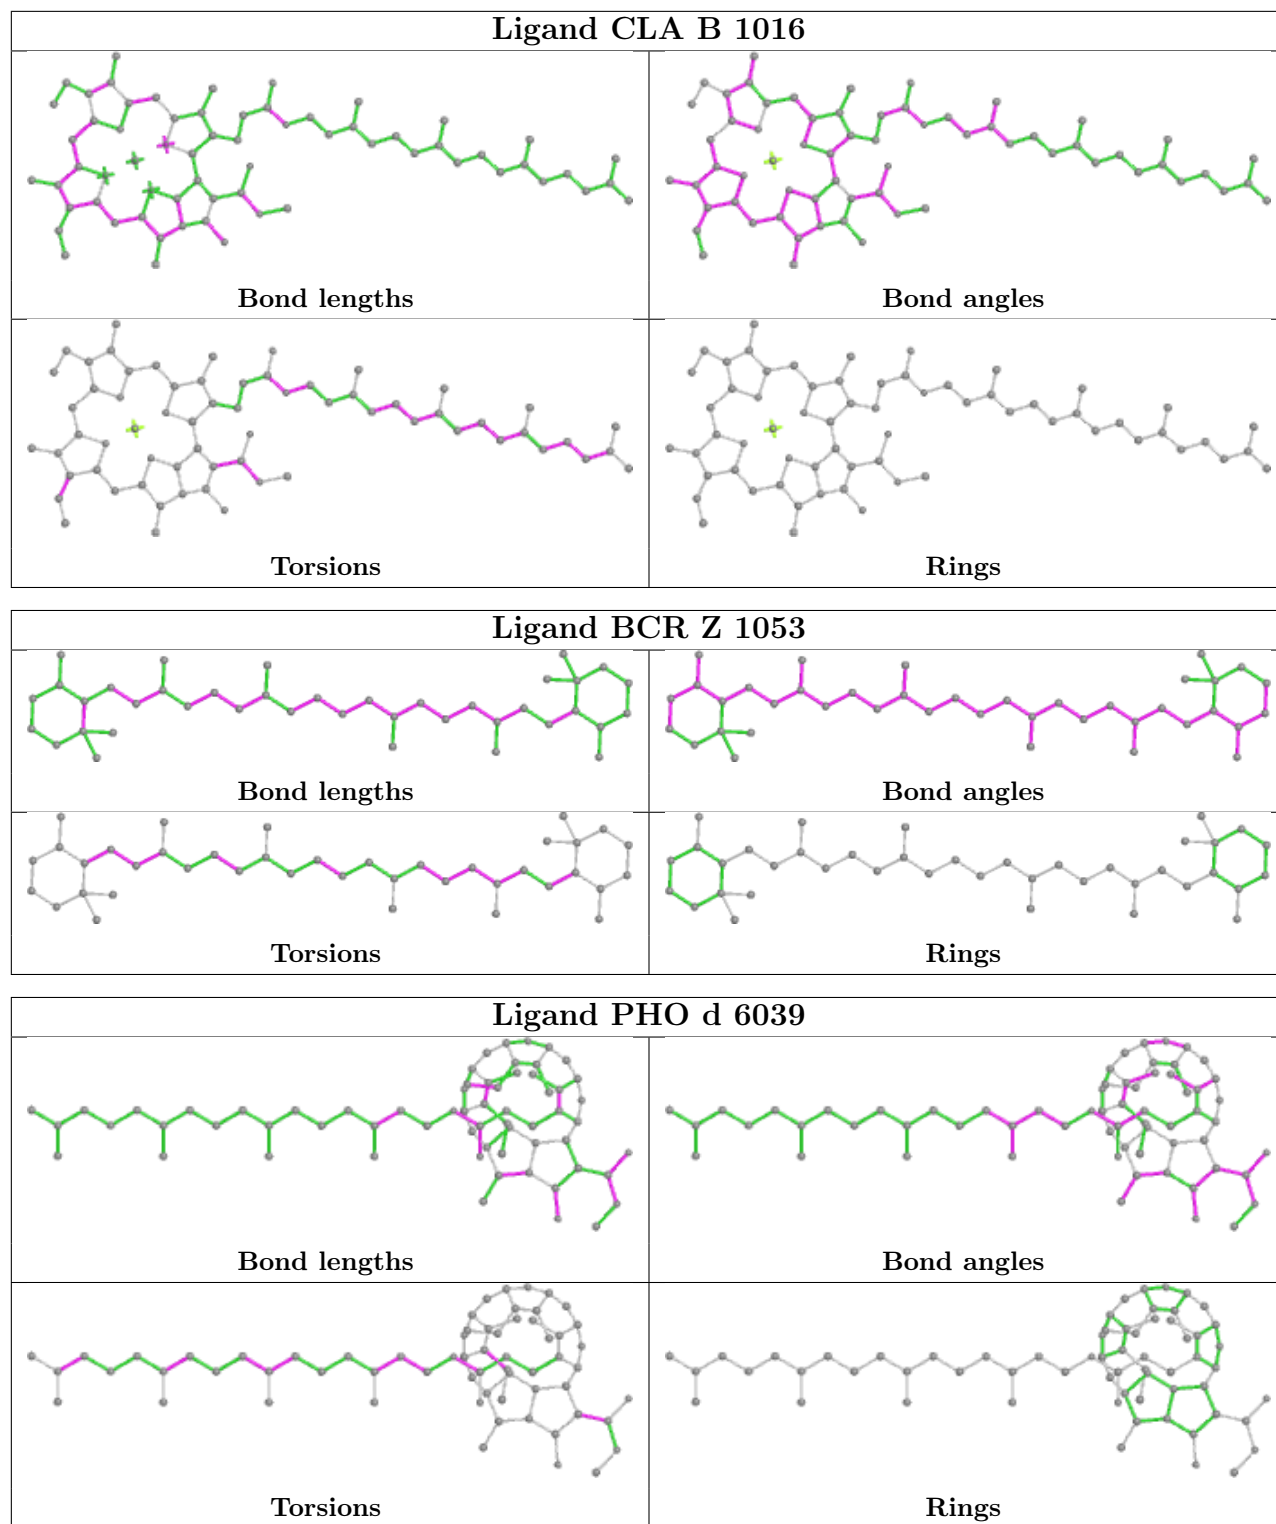 Ligand CLA B 1016
Bond lengths
Bond angles
Torsions
Rings
Ligand BCR Z 1053
Bond lengths
Bond angles
Torsions
Rings
Ligand PHO d 6039
Bond lengths
Bond angles
Torsions
Rings